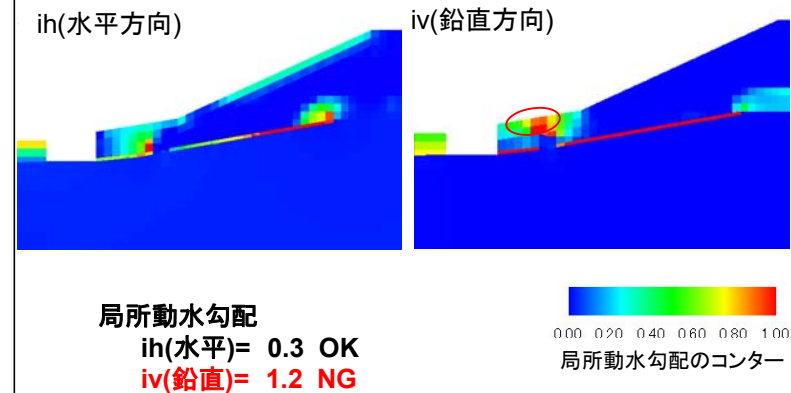 ih(水平方向)
iv(鉛直方向)
局所動水勾配
ih(水平)= 0.3 OK
iv(鉛直)= 1.2 NG
0.00 0.20 0.40 0.60 0.80 1.00
局所動水勾配のコンター